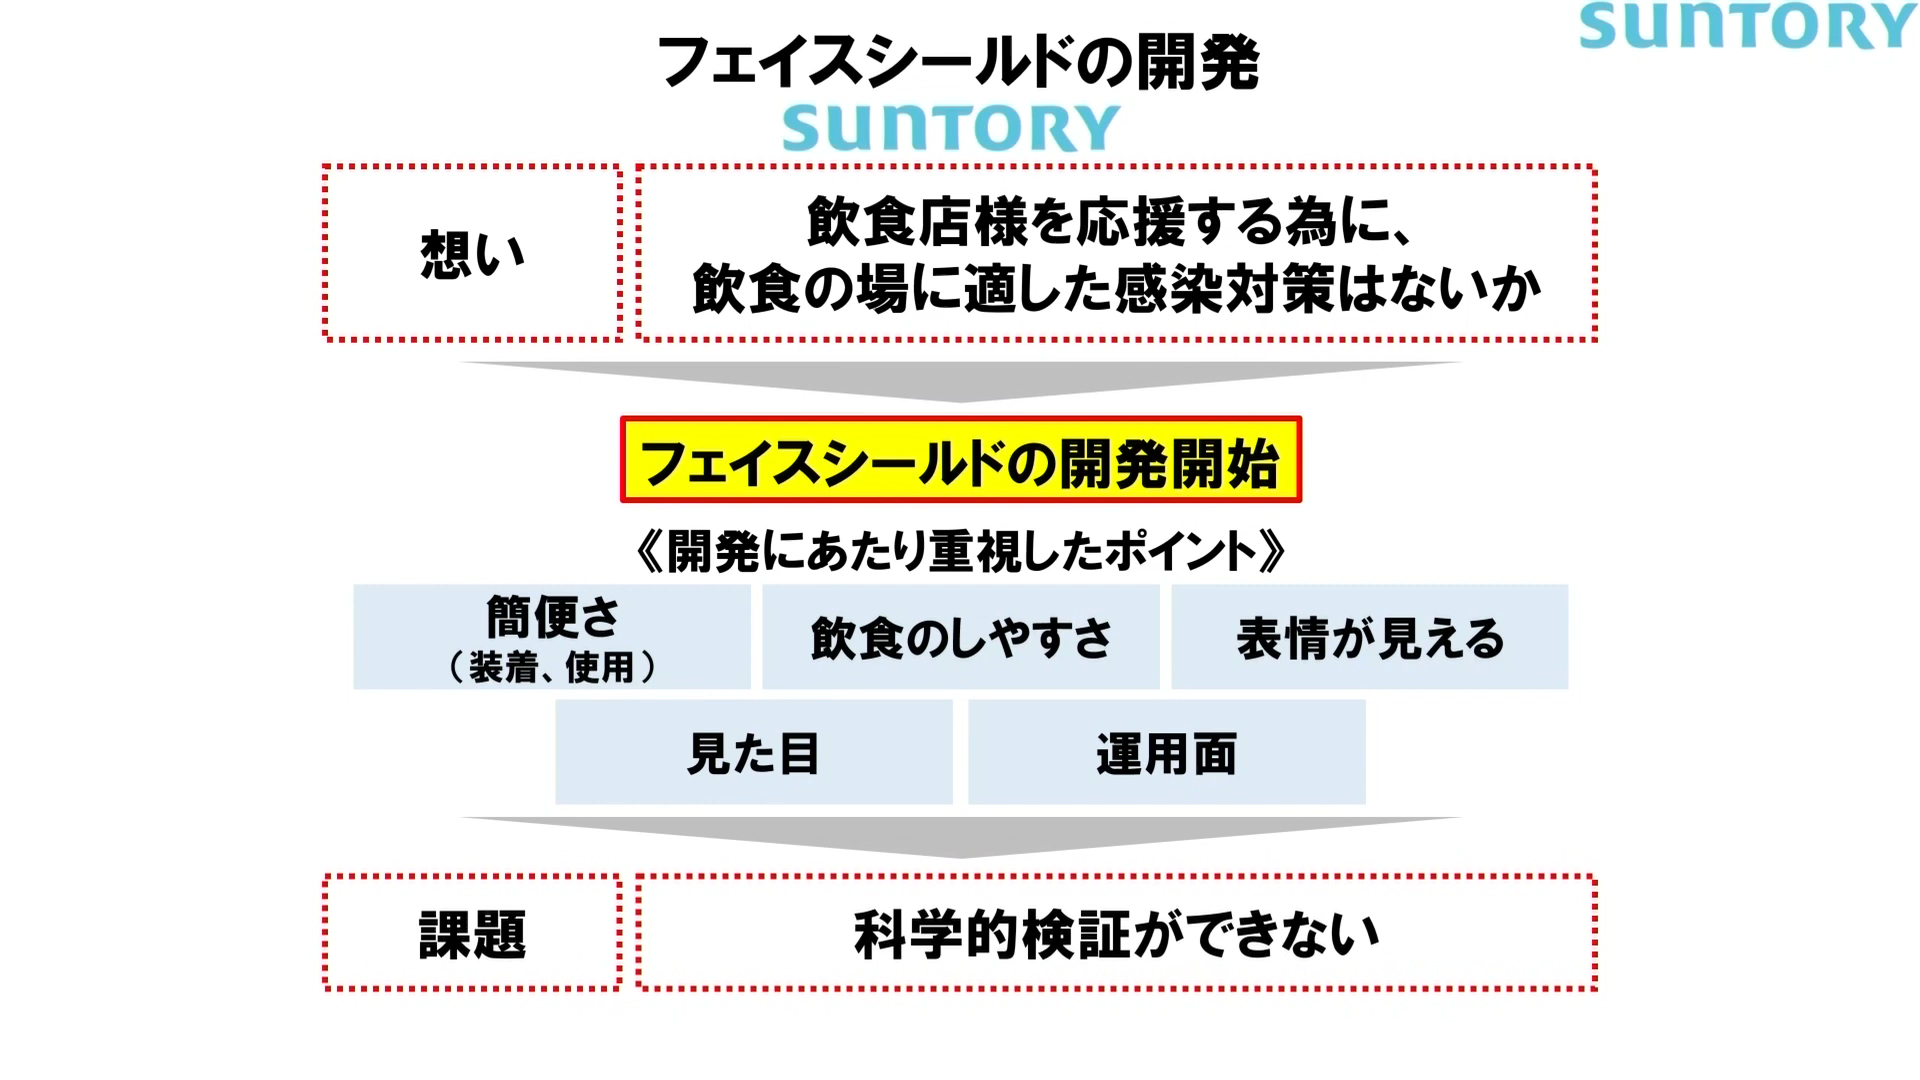 SUNTORY
フェイスシールドの開発
SUNTORY
想い
飲食店様を応援する為に、
飲食の場に適した感染対策はないか
フェイスシールドの開発開始
《開発にあたり重視したポイント》
簡便さ
（装着、使用）
飲食のしやすさ
表情が見える
見た目
運用面
課題
科学的検証ができない